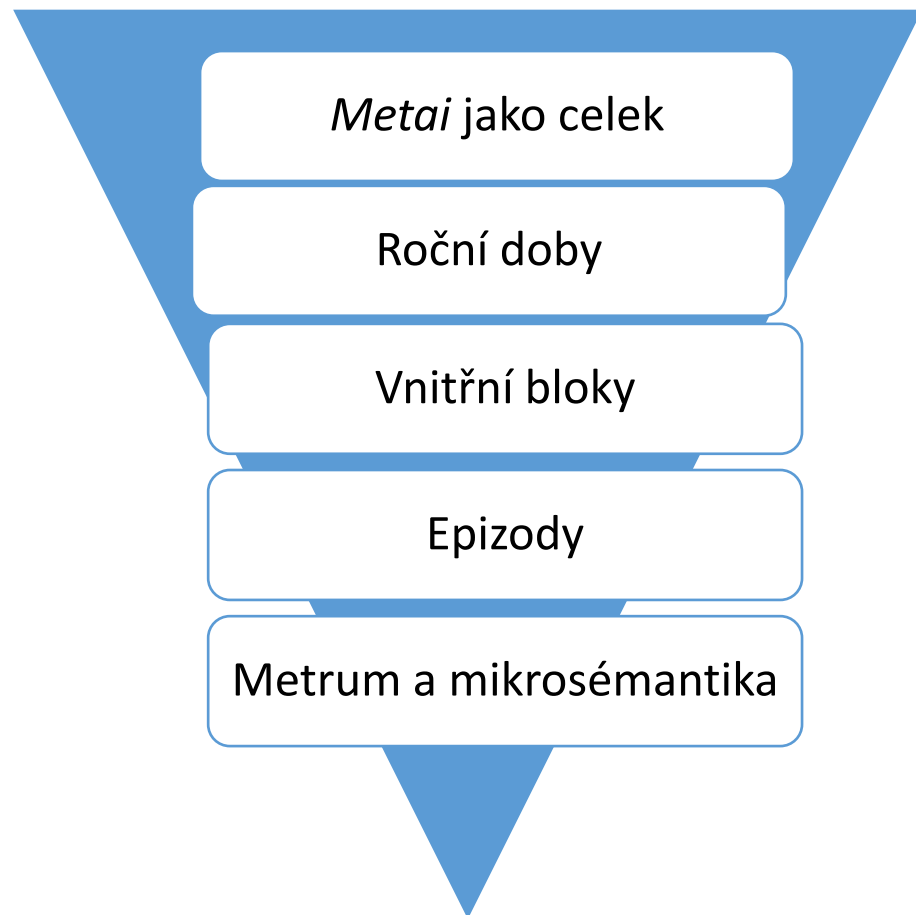 Metai jako celek
Roční doby
Vnitřní bloky
Epizody
Metrum a mikrosémantika